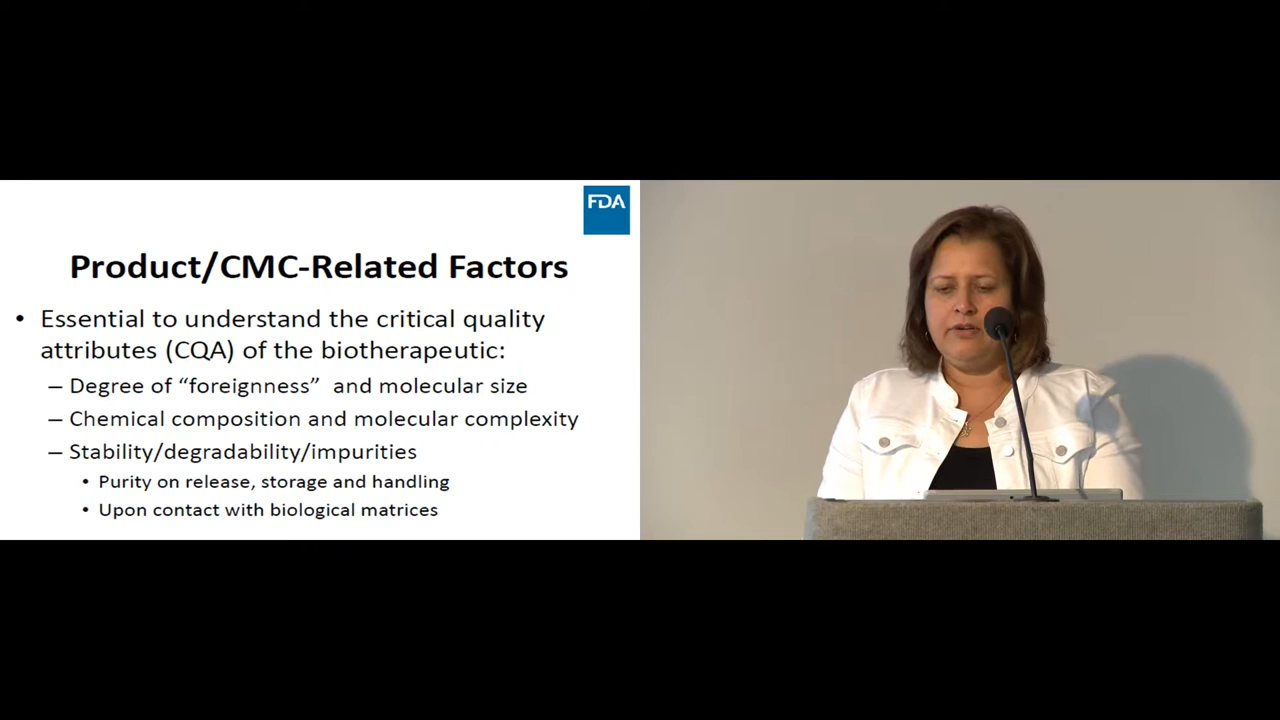 FDA
Product/CMC-Related Factors
• Essential to understand the critical quality
attributes (CQA) of the biotherapeutic:
– Degree of “foreignness” and molecular size
– Chemical composition and molecular complexity
– Stability/degradability/impurities
• Purity on release, storage and handling
• Upon contact with biological matrices